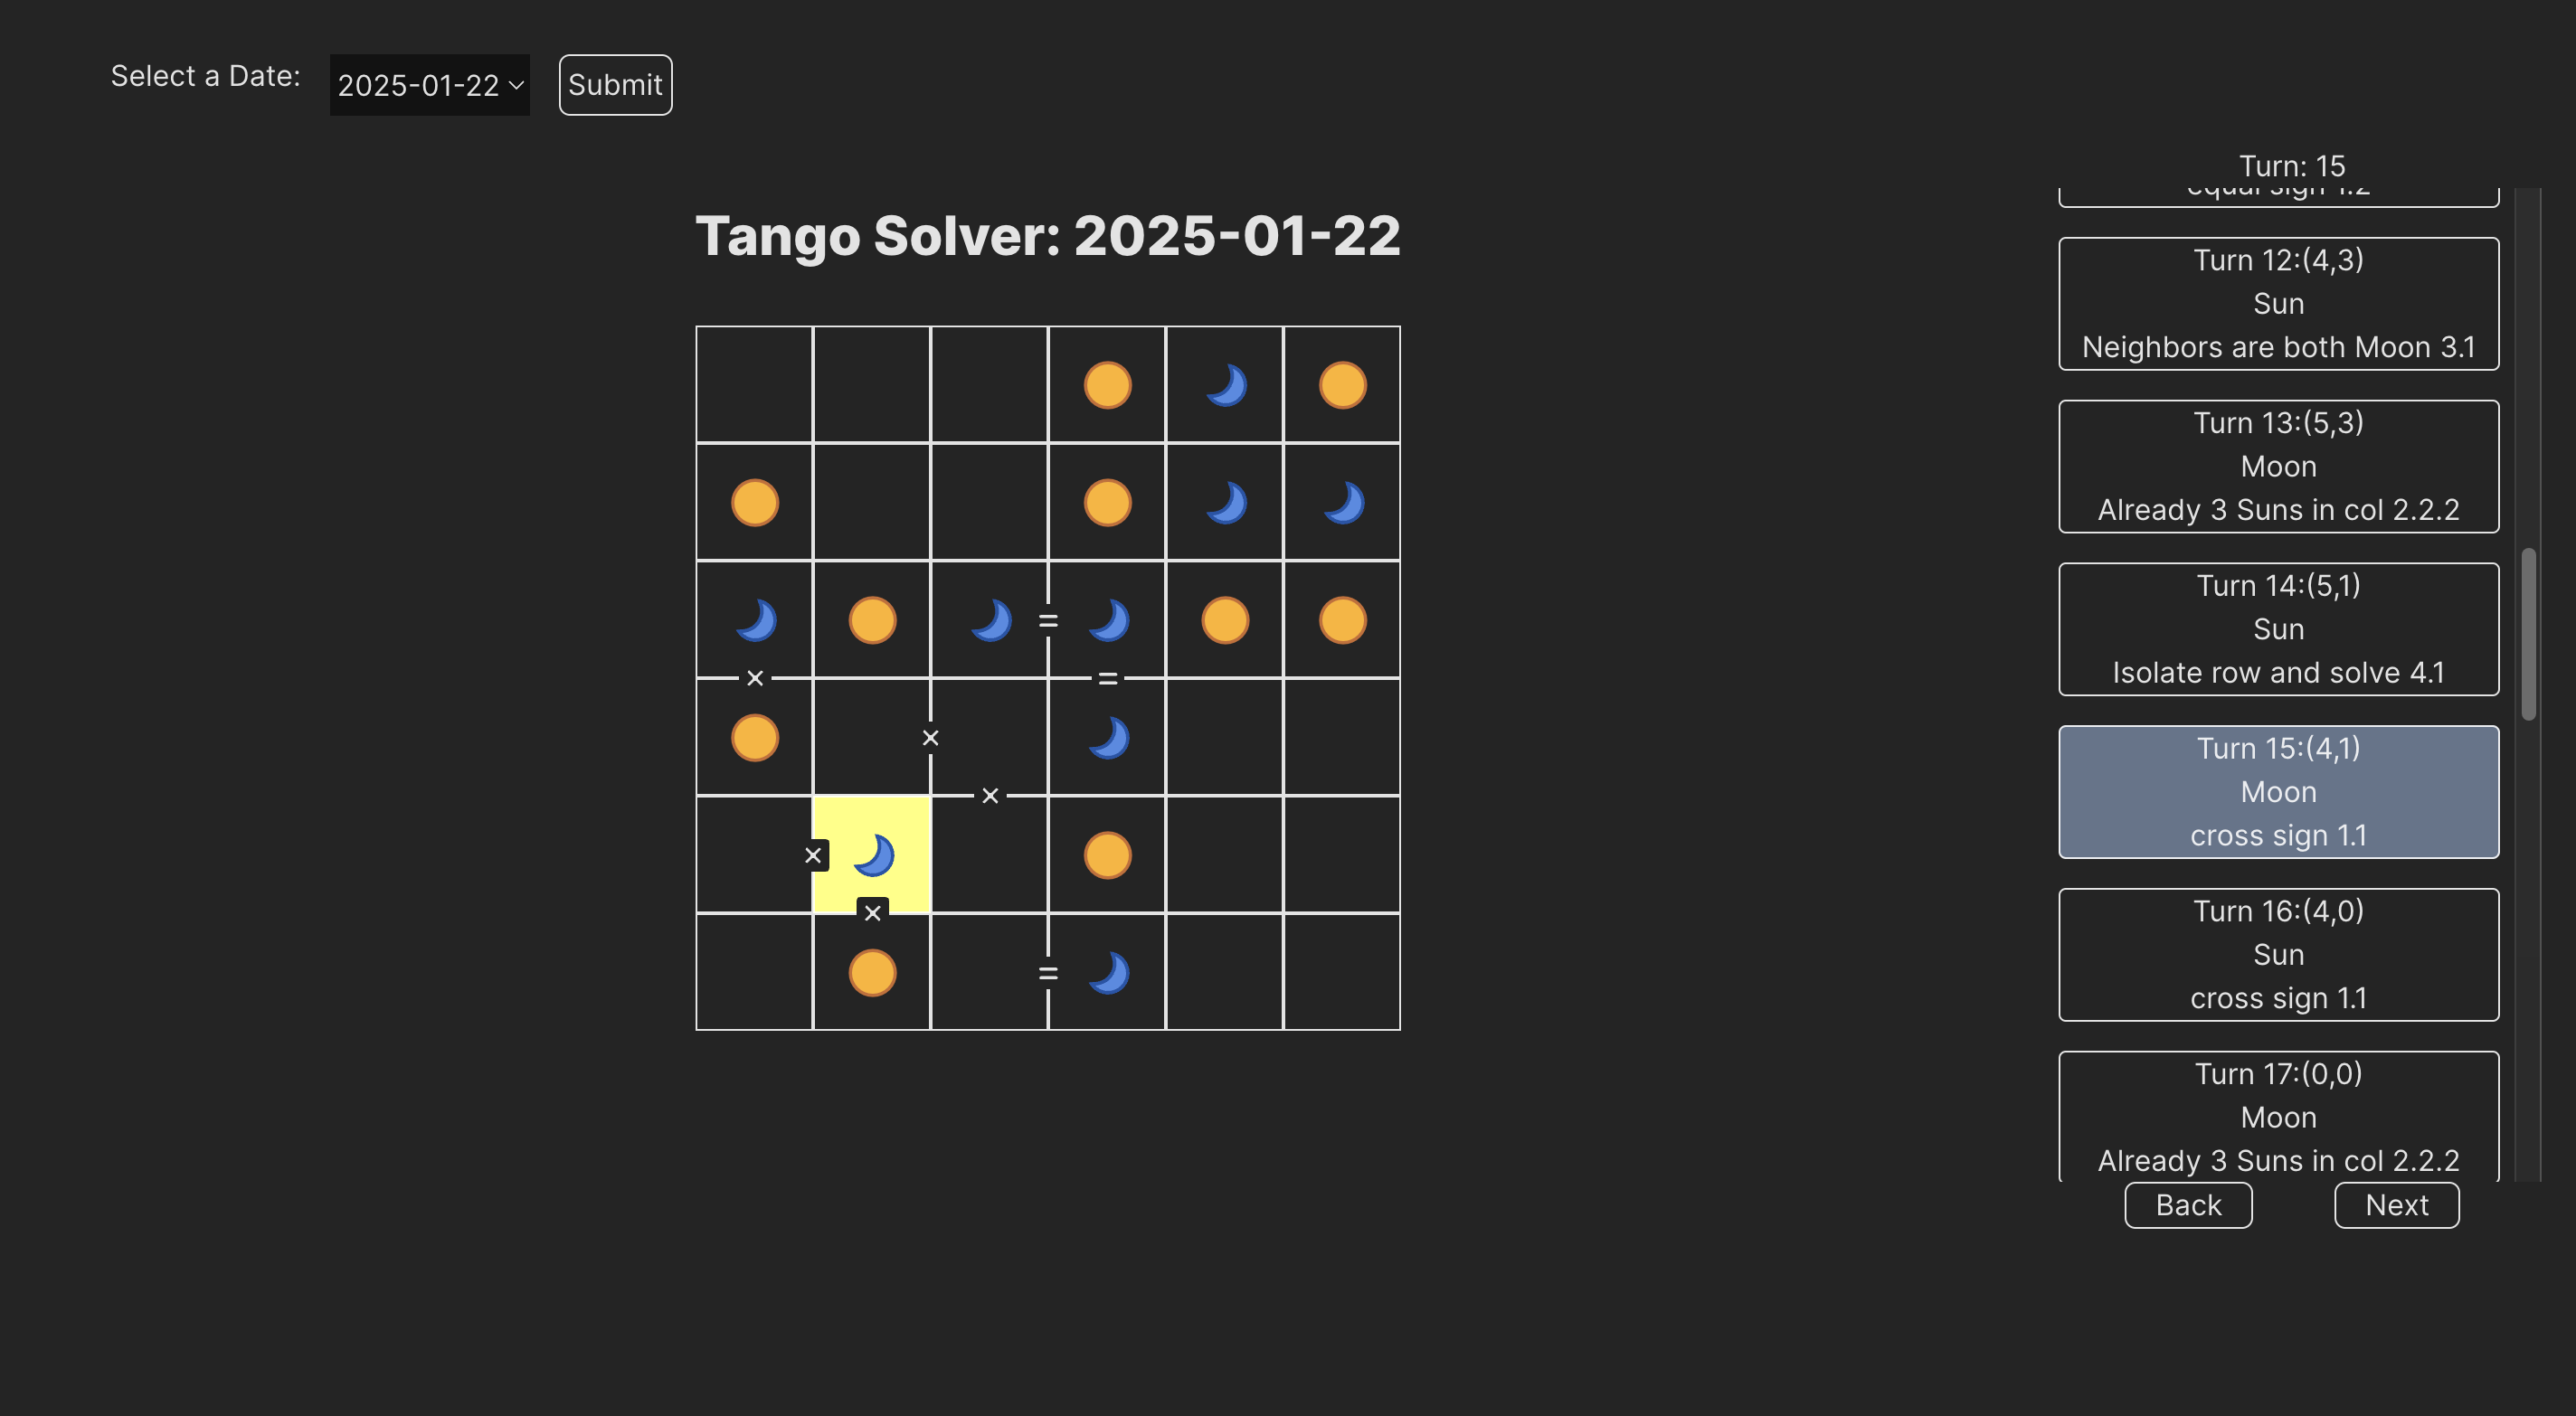 Select a Date:
2025-01-22
Submit
Turn: 15
equal sign 1.2
Tango Solver: 2025-01-22
Turn 12:(4,3)
Sun
Neighbors are both Moon 3.1
Turn 13:(5,3)
Moon
Already 3 Suns in col 2.2.2
Turn 14:(5,1)
Sun
Isolate row and solve 4.1
Turn 15:(4,1)
Moon
cross sign 1.1
Turn 16:(4,0)
Sun
cross sign 1.1
Turn 17:(0,0)
Moon
Already 3 Suns in col 2.2.2
Back
Next
=
× =
×
×
×
×
=